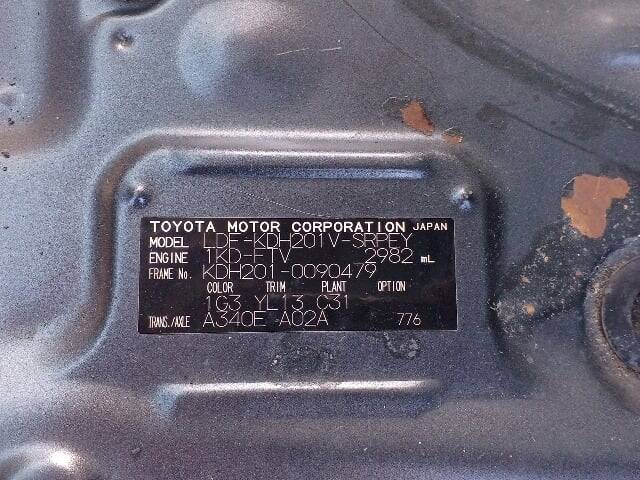 TOYOTA MOTOR CORPORATION JAPAN
MODEL LDF-KDH201V-SRPEY
ENGINE 1KD-FTV 2982 mL
FRAME No. KDH201-0090479
COLOR TRIM PLANT OPTION
1G3 YL13 C31
TRANS./AXLE A340E A02A 776